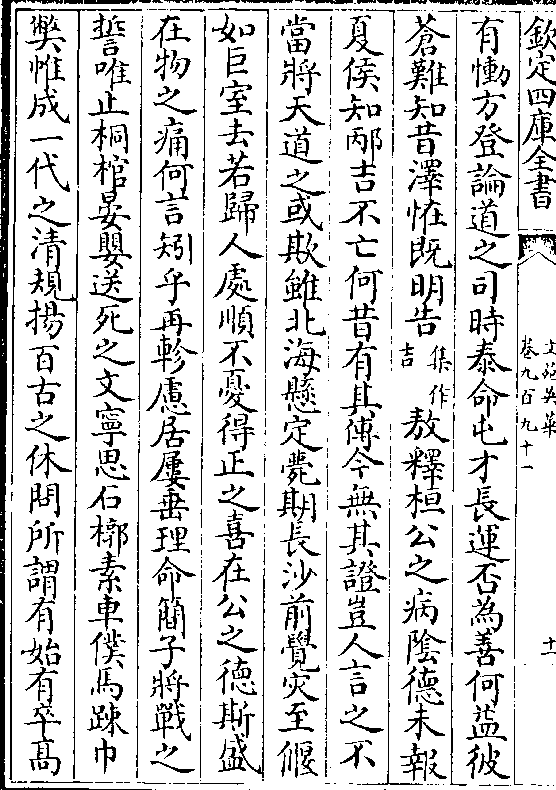 欽定四庫全書
文苑英華
卷九百九十一
十一
有慟方登論道之司時泰命屯才長運否為善何益彼
蒼難知昔澤怪既明告集作吉敖釋桓公之病陰德未報
夏侯知邴吉不亡何昔有其傳今無其證豈人言之不
當將天道之或欺雖北海懸定薨期長沙前覺灾至偃
如巨室去若歸人處順不憂得正之喜在公之德斯盛
在物之痛何言矧乎再軫慮居屢垂理命簡子將戰之
誓唯止桐棺晏嬰送死之文寧思石槨素車僕馬踈巾
獘帷成一代之清規揚百古之休問所謂有始有卒高